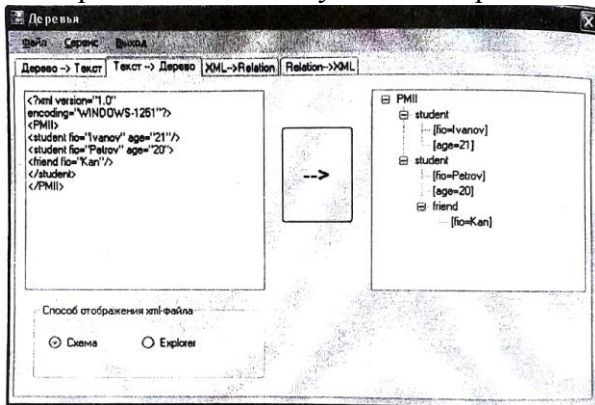 Деревья
Файл Сервис Выход
Дерево -> Текст Текст --> Дерево XML->Relation Relation-->XML
<?xml version="1.0"
encoding="WINDOWS-1251"?>
<PMII>
<student fio="Ivanov" age="21"/>
<student fio="Petrov" age="20">
<friend fio="Kan"/>
</student>
</PMII>
-->
PMII
student
[fio=Ivanov]
[age=21]
student
[fio=Petrov]
[age=20]
friend
[fio=Kan]
Способ отображения xml-файла
Схема Explorer